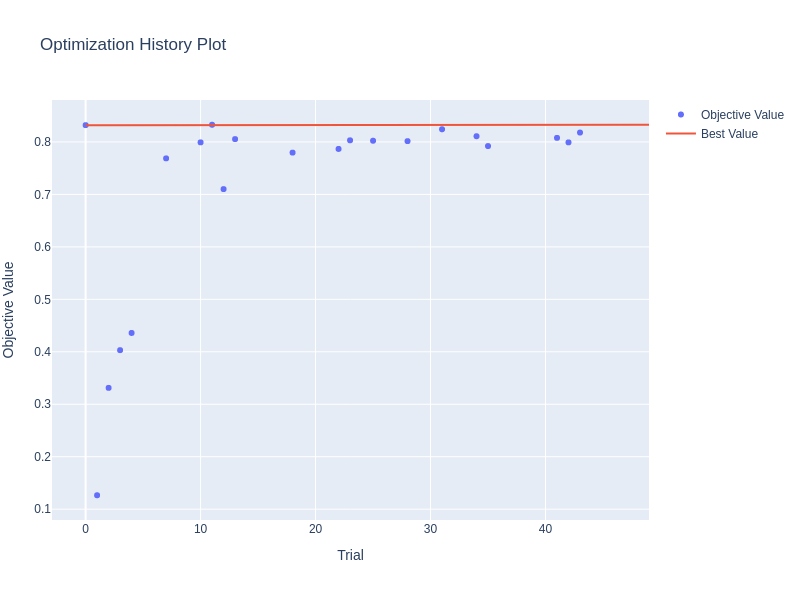 Optimization History Plot
Objective Value
Best Value
0.8
0.7
0.6
0.5
0.4
0.3
0.2
0.1
Objective Value
0 10 20 30 40
Trial